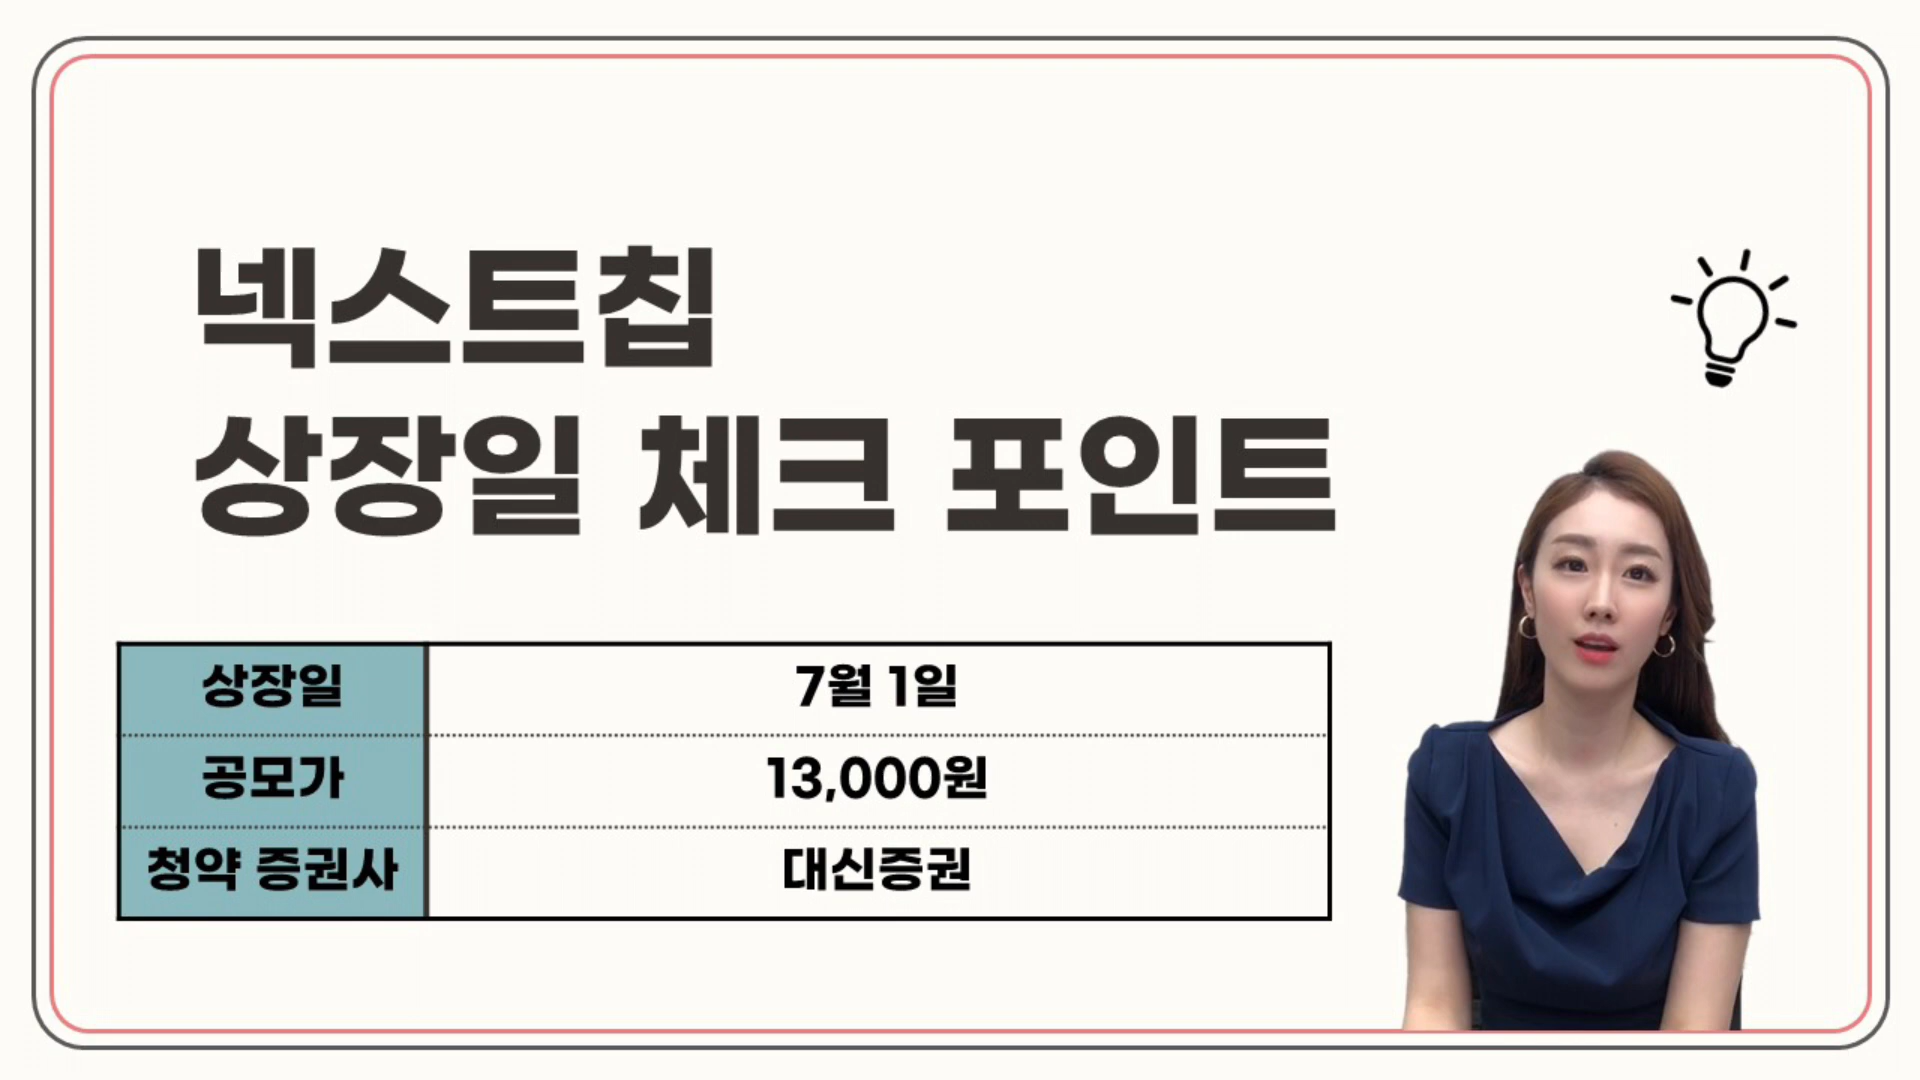 넥스트칩
상장일 체크 포인트
상장일 7월 1일
공모가 13,000원
청약 증권사 대신증권